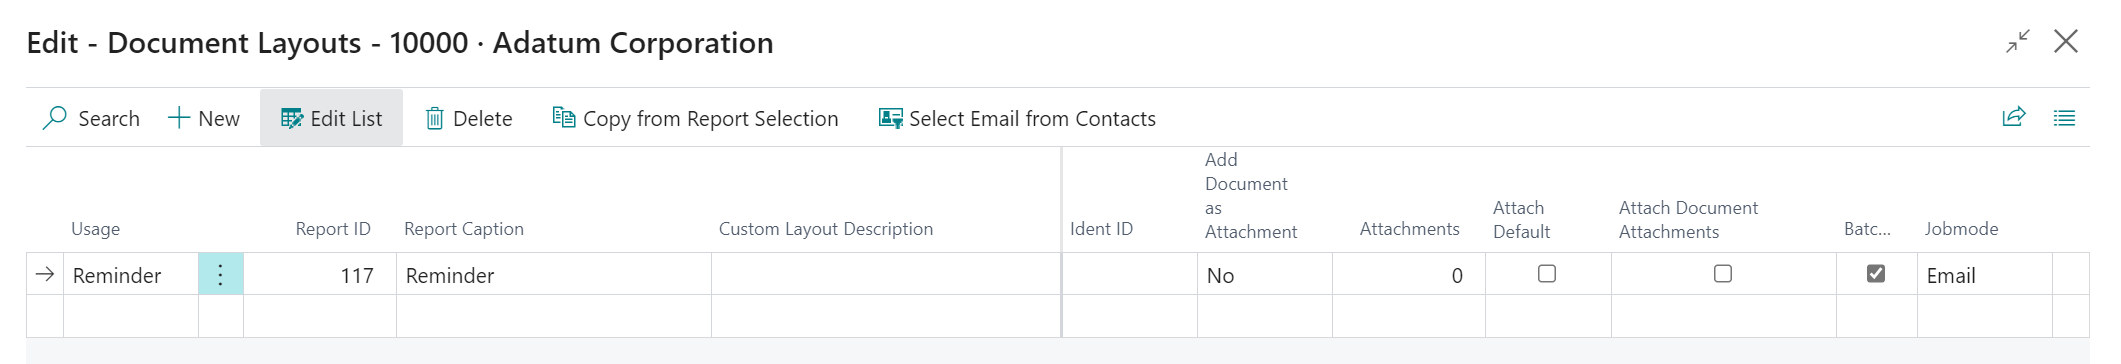 Edit - Document Layouts - 10000 · Adatum Corporation
Search New Edit List Delete Copy from Report Selection Select Email from Contacts
Usage Report ID Report Caption Custom Layout Description Ident ID Add Document as Attachment Attachments Attach Default Attach Document Attachments Batc... Jobmode
Reminder 117 Reminder No 0 Email